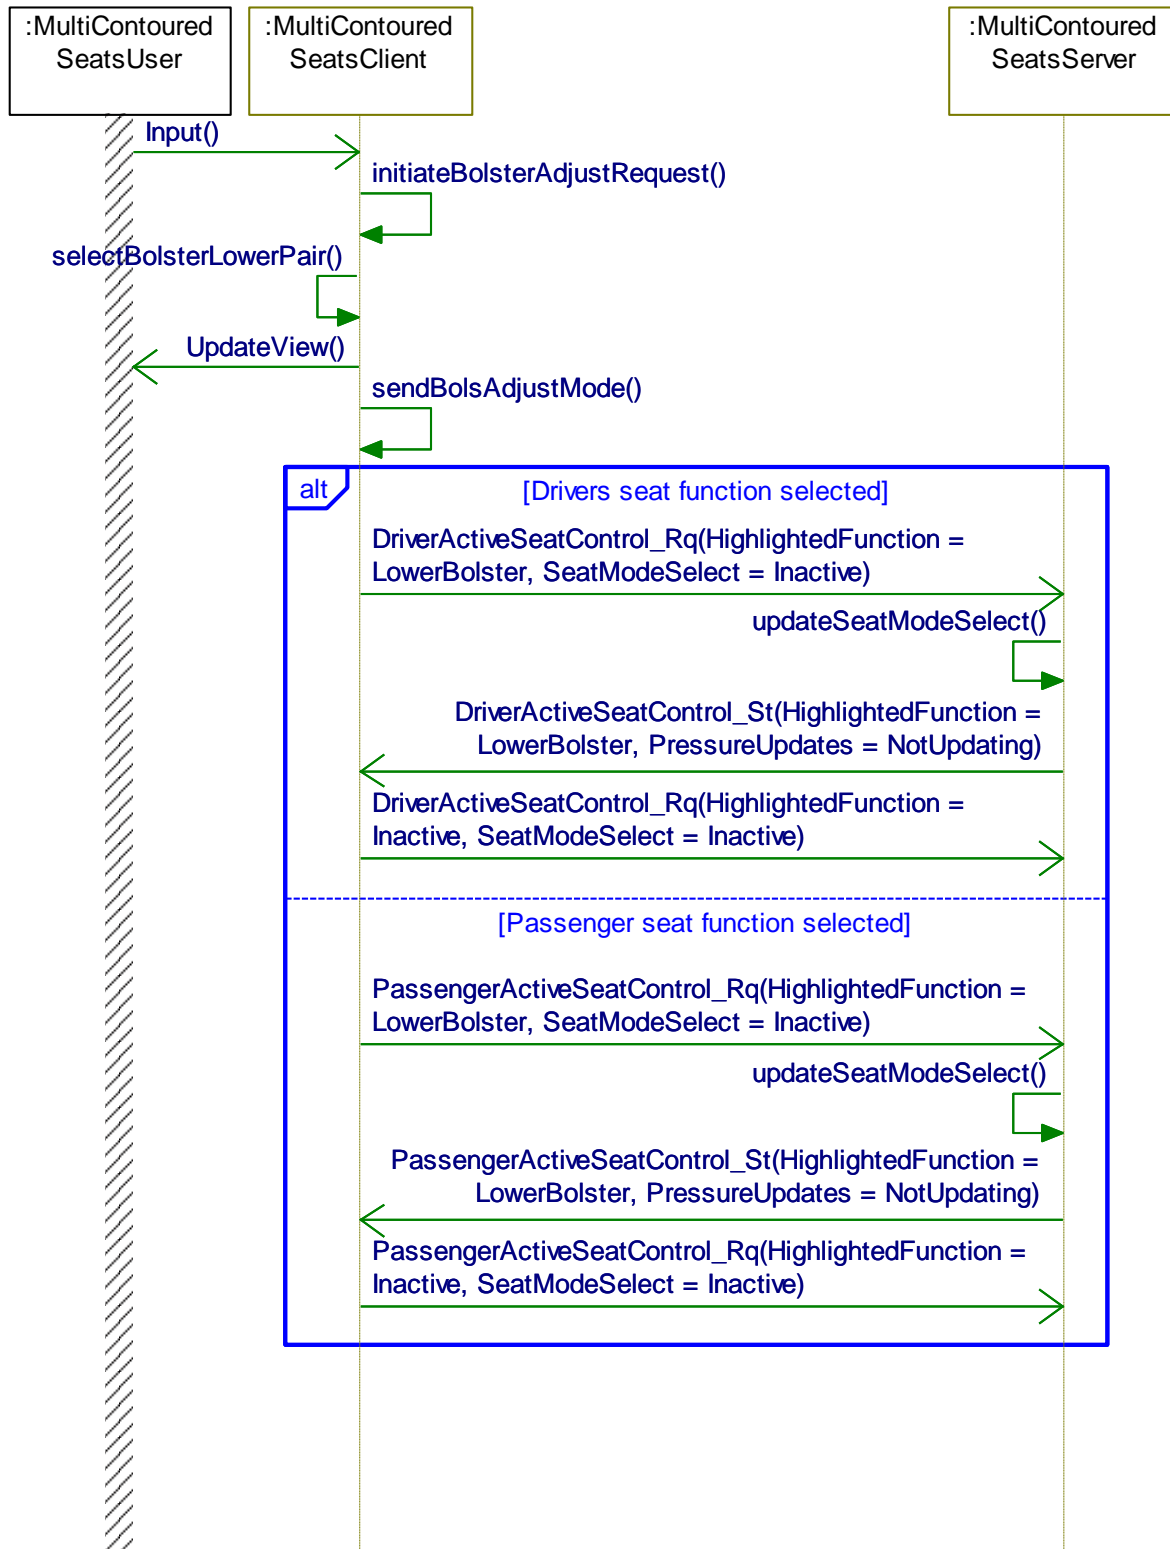 :MultiContoured
SeatsUser
:MultiContoured
SeatsClient
:MultiContoured
SeatsServer
Input()
initiateBolsterAdjustRequest()
selectBolsterLowerPair()
UpdateView()
sendBolsAdjustMode()
alt
[Drivers seat function selected]
DriverActiveSeatControl_Rq(HighlightedFunction =
LowerBolster, SeatModeSelect = Inactive)
updateSeatModeSelect()
DriverActiveSeatControl_St(HighlightedFunction =
LowerBolster, PressureUpdates = NotUpdating)
DriverActiveSeatControl_Rq(HighlightedFunction =
Inactive, SeatModeSelect = Inactive)
[Passenger seat function selected]
PassengerActiveSeatControl_Rq(HighlightedFunction =
LowerBolster, SeatModeSelect = Inactive)
updateSeatModeSelect()
PassengerActiveSeatControl_St(HighlightedFunction =
LowerBolster, PressureUpdates = NotUpdating)
PassengerActiveSeatControl_Rq(HighlightedFunction =
Inactive, SeatModeSelect = Inactive)